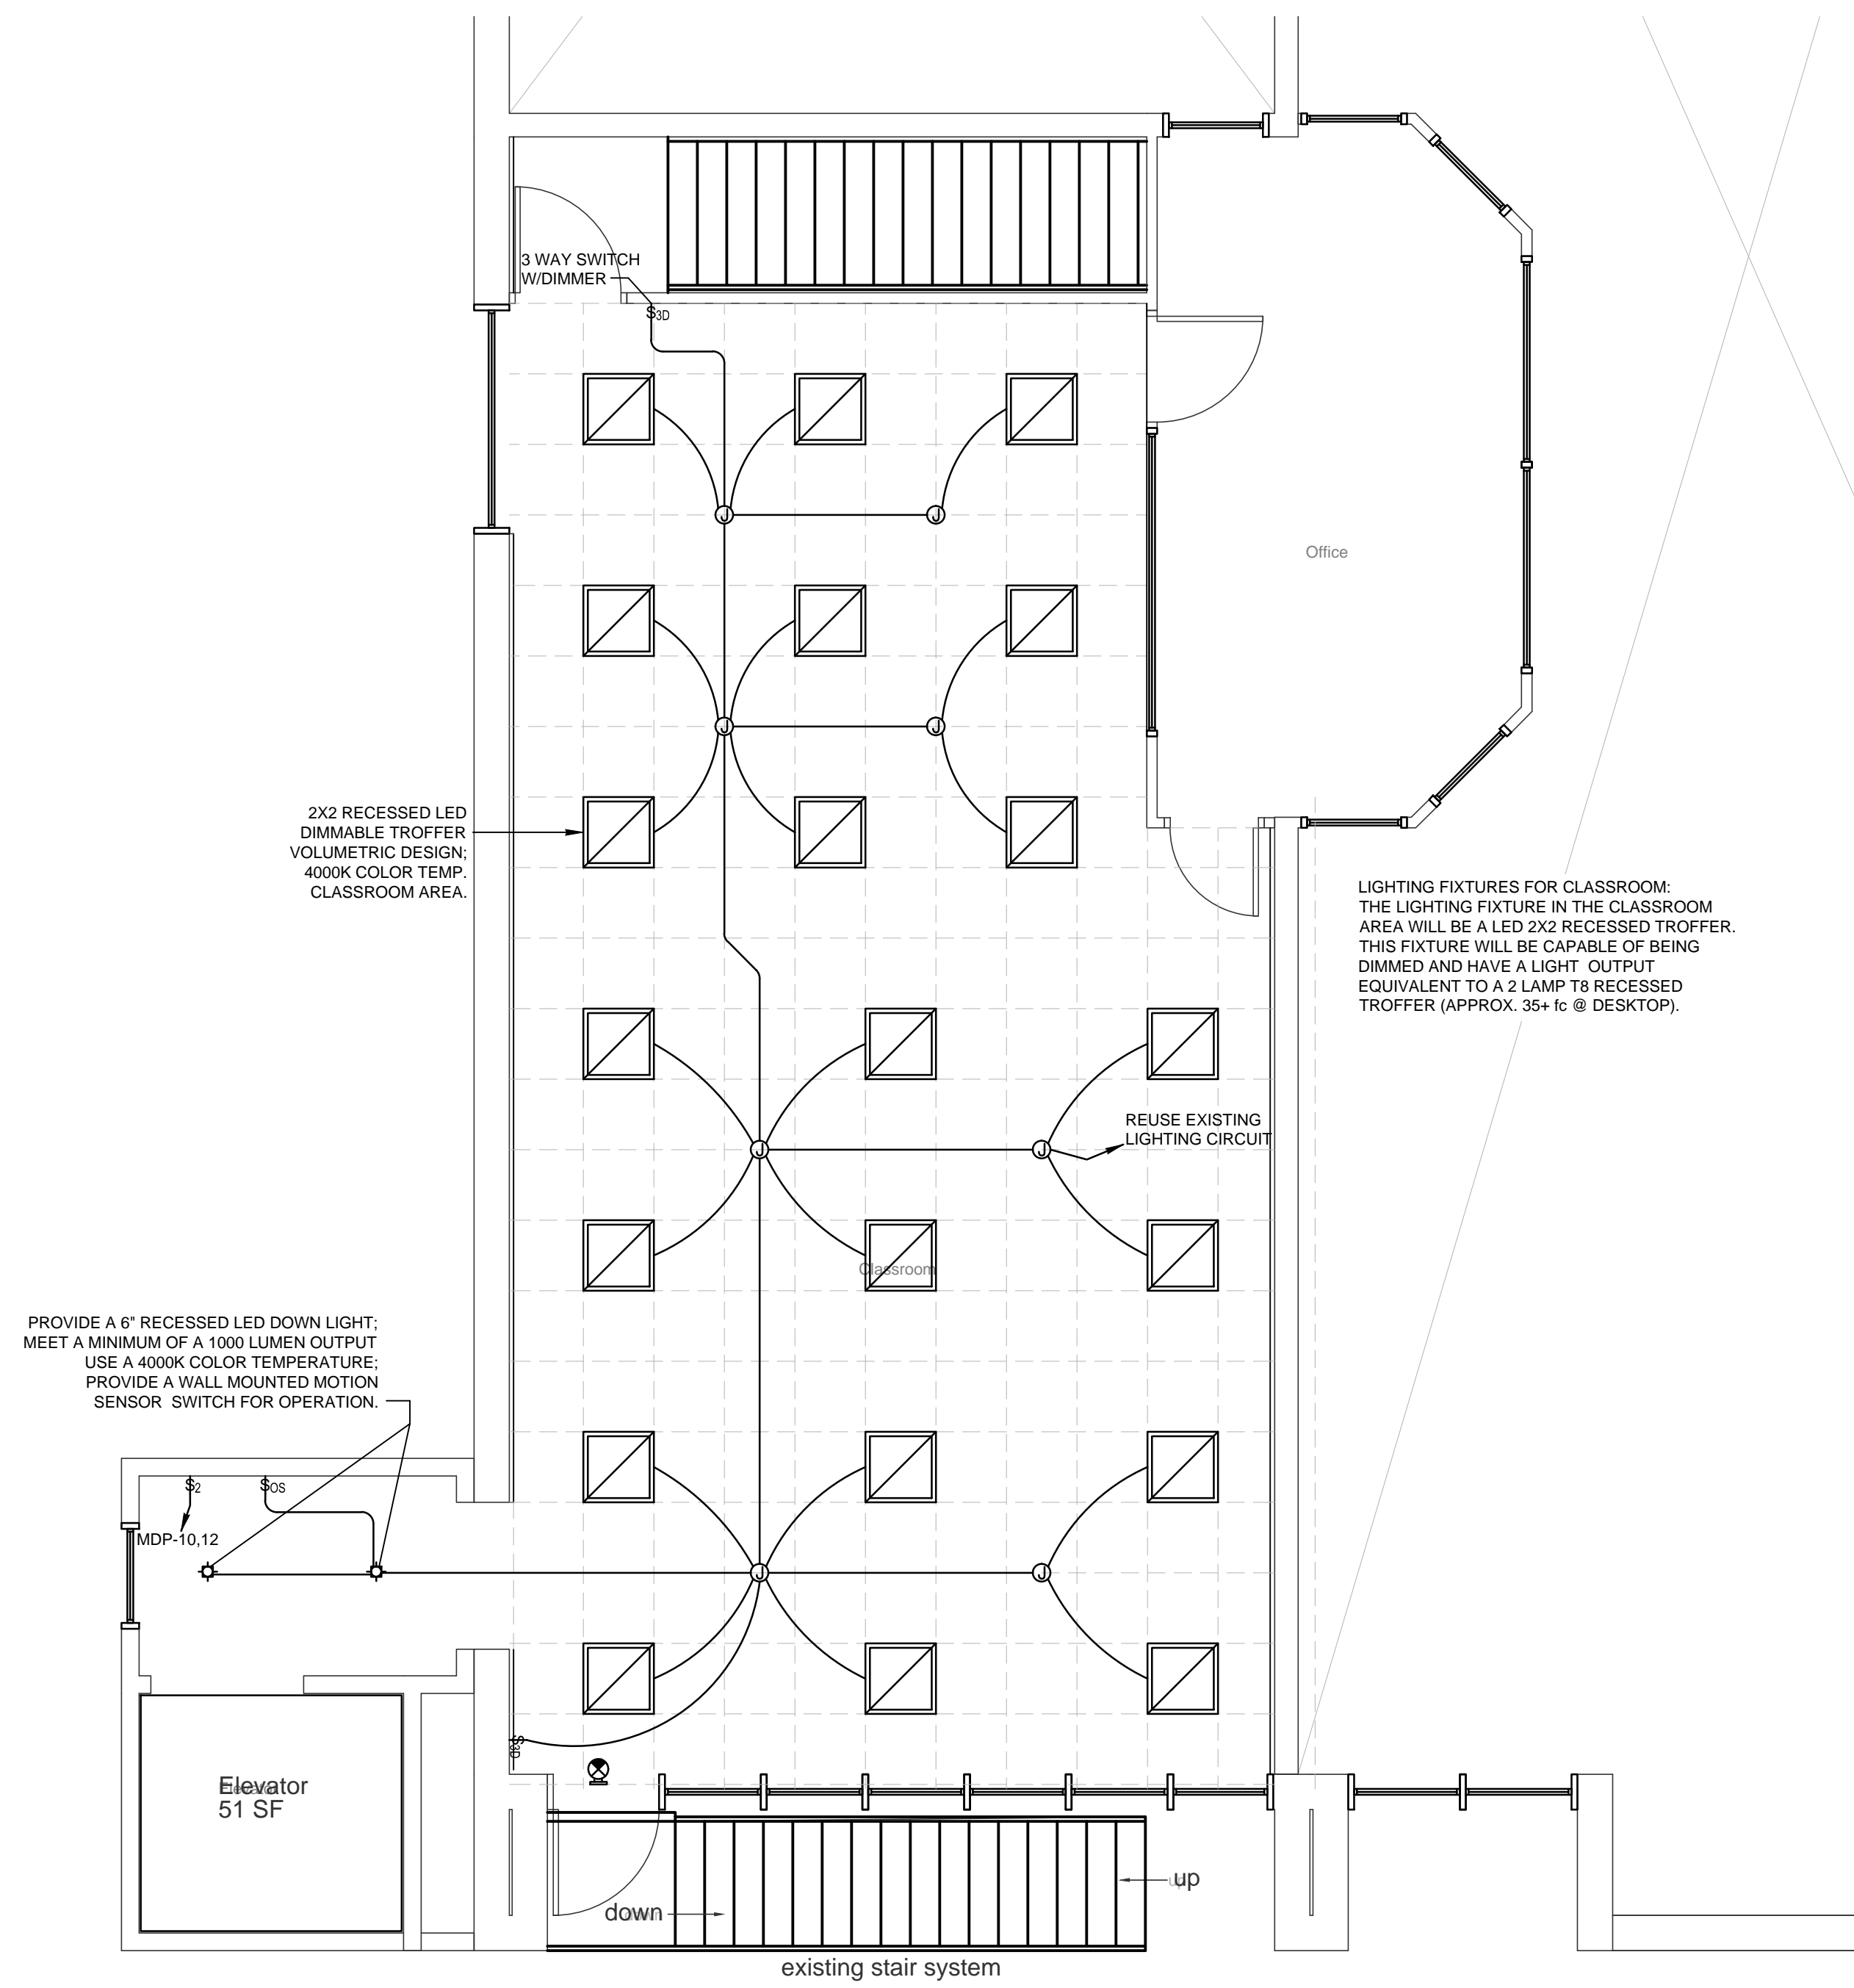 3 WAY SWITCH
W/DIMMER
S3D
J
J
Office
J
J
2X2 RECESSED LED
DIMMABLE TROFFER
VOLUMETRIC DESIGN;
4000K COLOR TEMP.
CLASSROOM AREA.
LIGHTING FIXTURES FOR CLASSROOM:
THE LIGHTING FIXTURE IN THE CLASSROOM
AREA WILL BE A LED 2X2 RECESSED TROFFER.
THIS FIXTURE WILL BE CAPABLE OF BEING
DIMMED AND HAVE A LIGHT OUTPUT
EQUIVALENT TO A 2 LAMP T8 RECESSED
TROFFER (APPROX. 35+ fc @ DESKTOP).
REUSE EXISTING
LIGHTING CIRCUIT
J
J
Classroom
PROVIDE A 6" RECESSED LED DOWN LIGHT;
MEET A MINIMUM OF A 1000 LUMEN OUTPUT
USE A 4000K COLOR TEMPERATURE;
PROVIDE A WALL MOUNTED MOTION
SENSOR SWITCH FOR OPERATION.
S2
SOS
MDP-10,12
J
J
S3D
Elevator
Elevator
51 SF
up
up
down
down
existing stair system